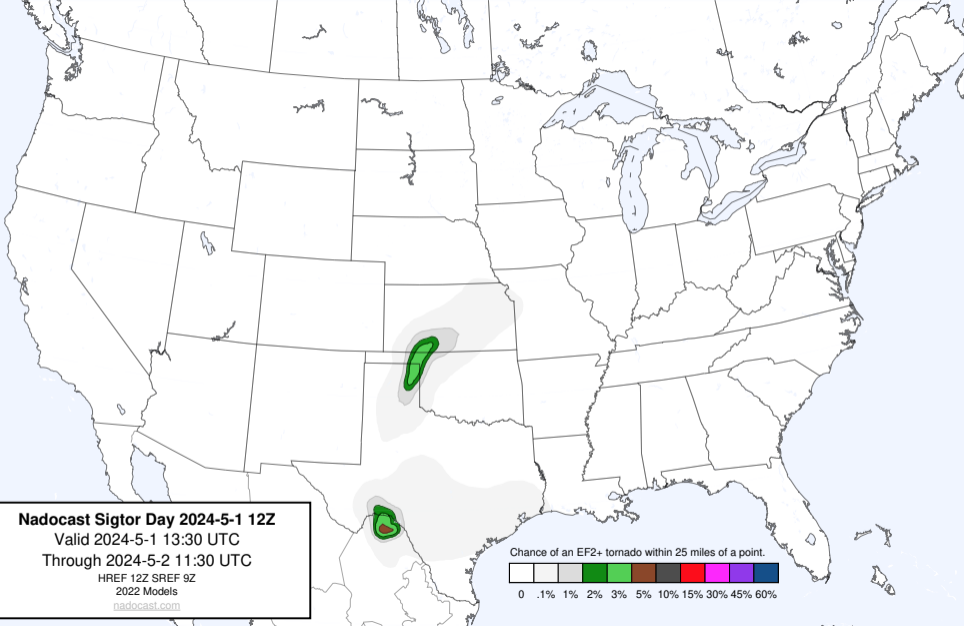 Nadocast Sigtor Day 2024-5-1 12Z
Valid 2024-5-1 13:30 UTC
Through 2024-5-2 11:30 UTC
HREF 12Z SREF 9Z
2022 Models
nadocast.com
Chance of an EF2+ tornado within 25 miles of a point.
0 .1% 1% 2% 3% 5% 10% 15% 30% 45% 60%